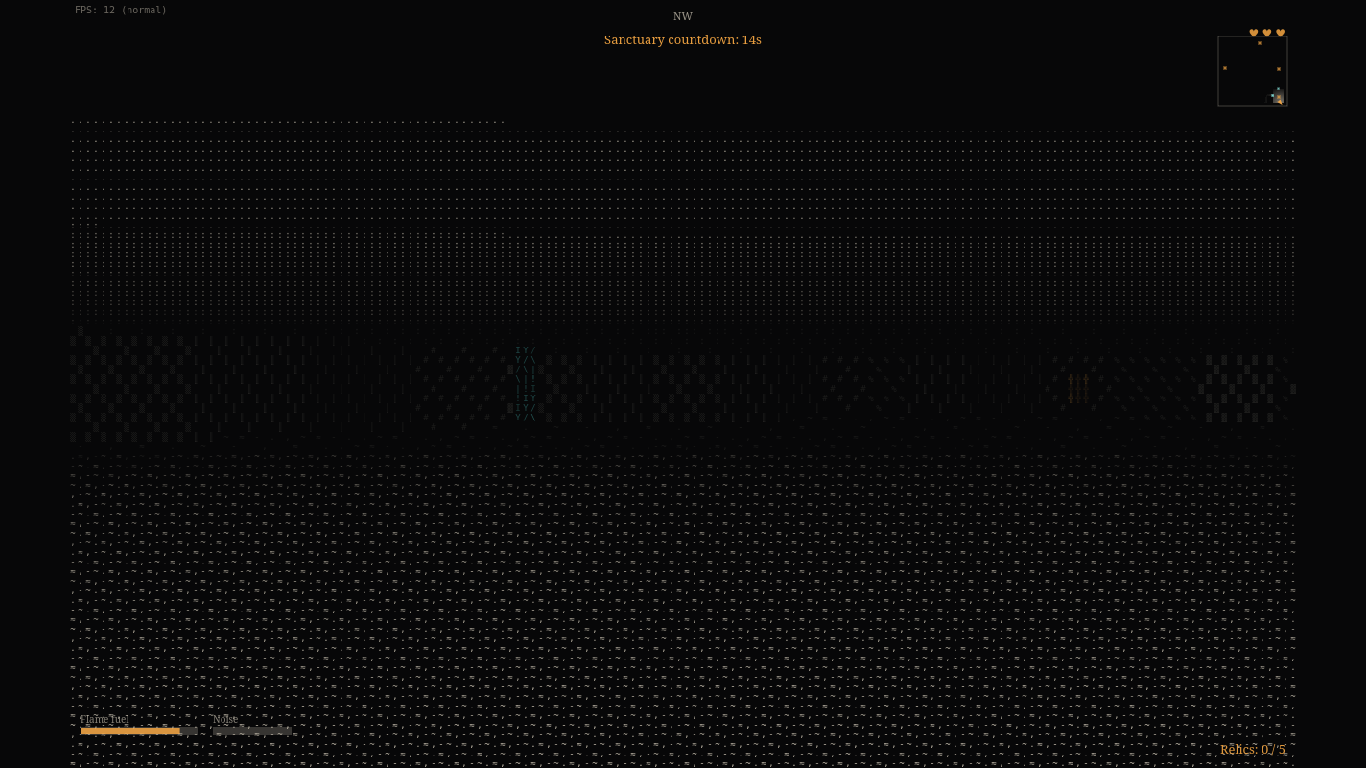 FPS: 12 (normal)
NW
Sanctuary countdown: 14s
Flame fuel
Noise
Relics: 0 / 5